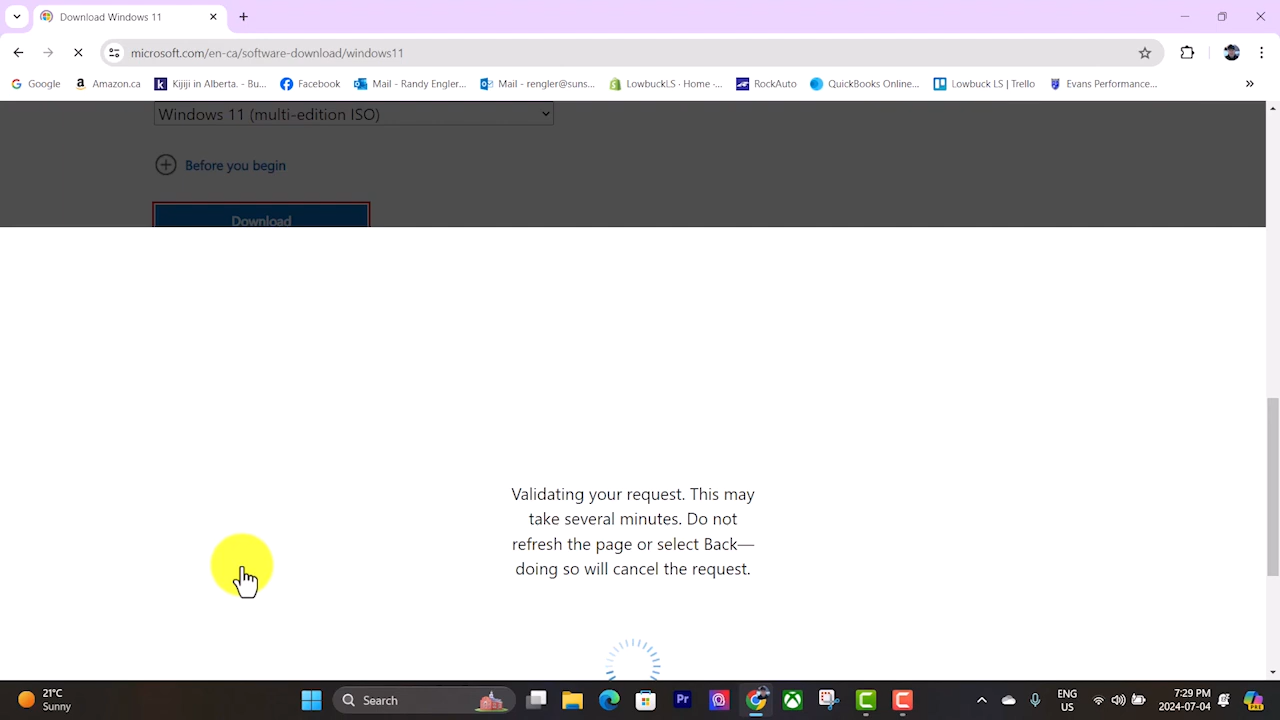 Download Windows 11
microsoft.com/en-ca/software-download/windows11
Google
Amazon.ca
Kijiji in Alberta. - Bu...
Facebook
Mail - Randy Engler...
Mail - rengler@suns...
LowbuckLS · Home ·...
RockAuto
QuickBooks Online...
Lowbuck LS | Trello
Evans Performance...
Windows 11 (multi-edition ISO)
Before you begin
Download
Validating your request. This may
take several minutes. Do not
refresh the page or select Back—
doing so will cancel the request.
21°C
Sunny
Search
Pr
ENG
US
7:29 PM
2024-07-04